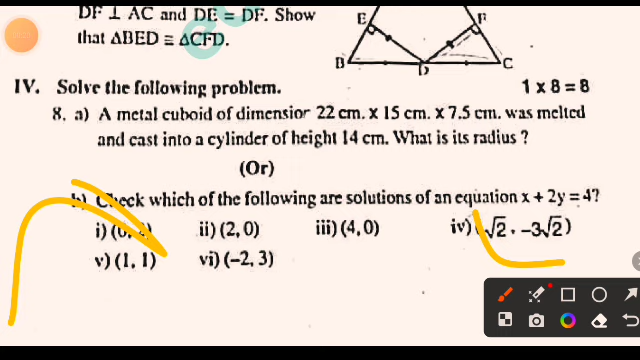 DF ⊥ AC and DE = DF. Show
that ΔBED ≅ ΔCFD.
E F
B D C
IV. Solve the following problem. 1 x 8 = 8
8. a) A metal cuboid of dimension 22 cm. x 15 cm. x 7.5 cm. was melted
and cast into a cylinder of height 14 cm. What is its radius ?
(Or)
b) Check which of the following are solutions of an equation x + 2y = 4?
i) ii) (2, 0) iii) (4, 0) iv) (√2, -3√2)
v) (1, 1) vi) (-2, 3)